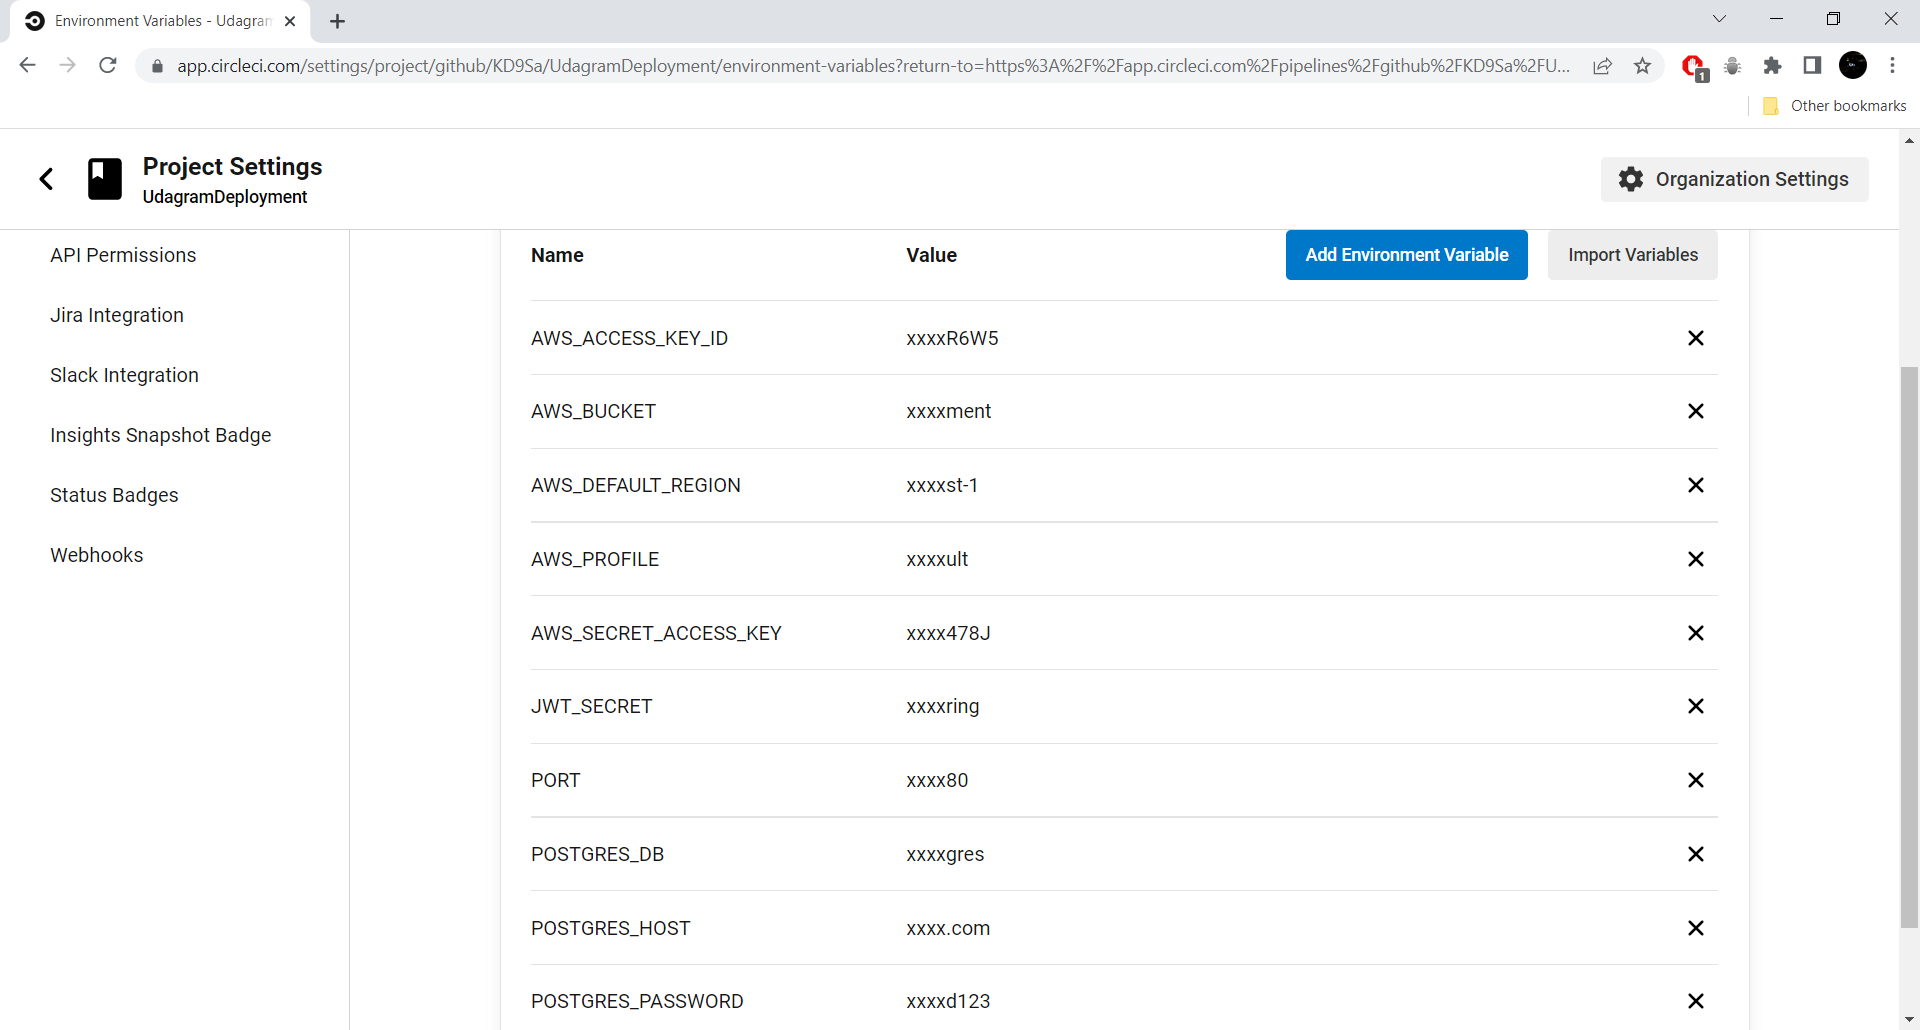 Environment Variables - Udagram
app.circleci.com/settings/project/github/KD9Sa/UdagramDeployment/environment-variables?return-to=https%3A%2F%2Fapp.circleci.com%2Fpipelines%2Fgithub%2FKD9Sa%2FU...
1
Other bookmarks
Project Settings
UdagramDeployment
Organization Settings
API Permissions
Jira Integration
Slack Integration
Insights Snapshot Badge
Status Badges
Webhooks
Name Value Add Environment Variable Import Variables
AWS_ACCESS_KEY_ID xxxxR6W5
AWS_BUCKET xxxxment
AWS_DEFAULT_REGION xxxxst-1
AWS_PROFILE xxxxult
AWS_SECRET_ACCESS_KEY xxxx478J
JWT_SECRET xxxxring
PORT xxxx80
POSTGRES_DB xxxxgres
POSTGRES_HOST xxxx.com
POSTGRES_PASSWORD xxxxd123